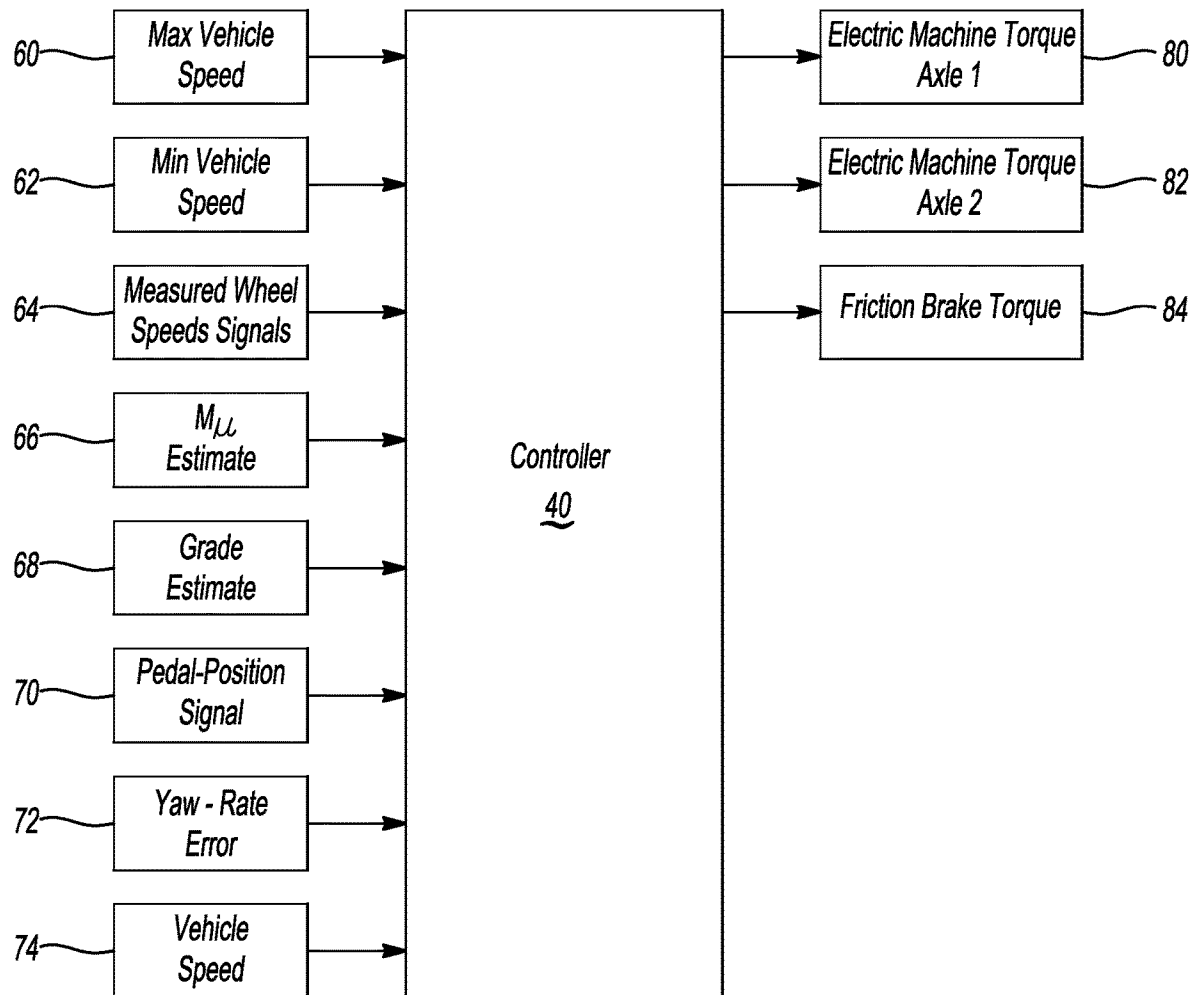 60
Max Vehicle
Speed
Electric Machine Torque
Axle 1
80
62
Min Vehicle
Speed
Electric Machine Torque
Axle 2
82
64
Measured Wheel
Speeds Signals
Friction Brake Torque
84
66
Mμ
Estimate
Controller
40
68
Grade
Estimate
70
Pedal-Position
Signal
72
Yaw - Rate
Error
74
Vehicle
Speed